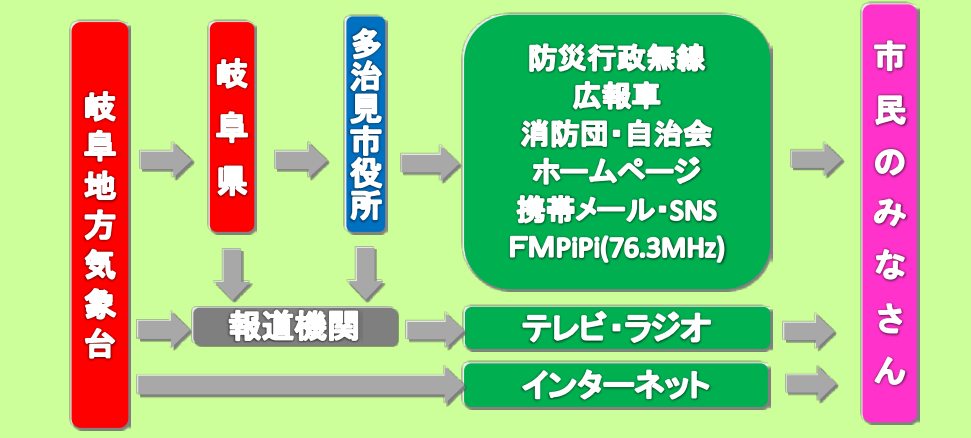 岐阜地方気象台
岐阜県
多治見市役所
防災行政無線
広報車
消防団・自治会
ホームページ
携帯メール・SNS
FMPiPi(76.3MHz)
報道機関
テレビ・ラジオ
インターネット
市民のみなさん